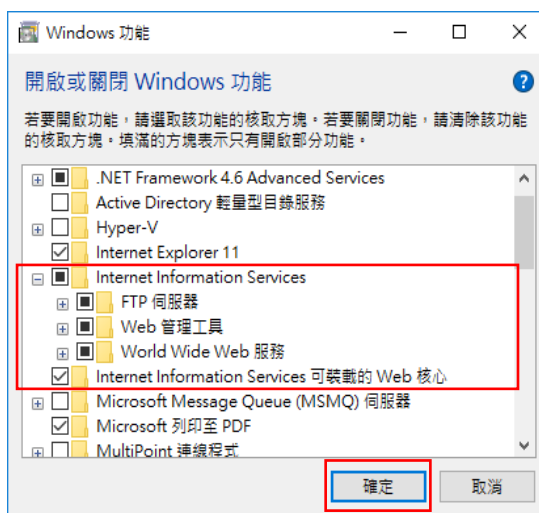 Windows 功能
開啟或關閉 Windows 功能
若要開啟功能，請選取該功能的核取方塊。若要關閉功能，請清除該功能
的核取方塊。填滿的方塊表示只有開啟部分功能。
.NET Framework 4.6 Advanced Services
Active Directory 輕量型目錄服務
Hyper-V
Internet Explorer 11
Internet Information Services
FTP 伺服器
Web 管理工具
World Wide Web 服務
Internet Information Services 可裝載的 Web 核心
Microsoft Message Queue (MSMQ) 伺服器
Microsoft 列印至 PDF
MultiPoint 連線程式
確定
取消